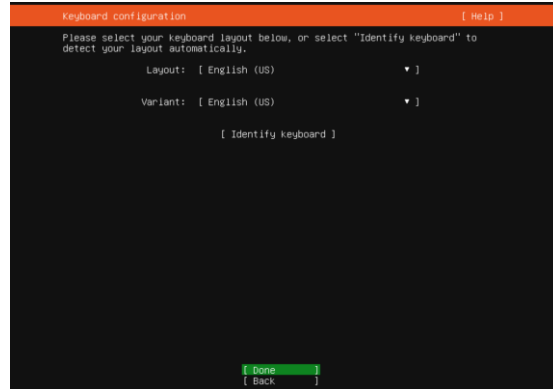 Keyboard configuration [ Help ]
Please select your keyboard layout below, or select "Identify keyboard" to
detect your layout automatically.
Layout: [ English (US) ▾ ]
Variant: [ English (US) ▾ ]
[ Identify keyboard ]
[ Done ]
[ Back ]